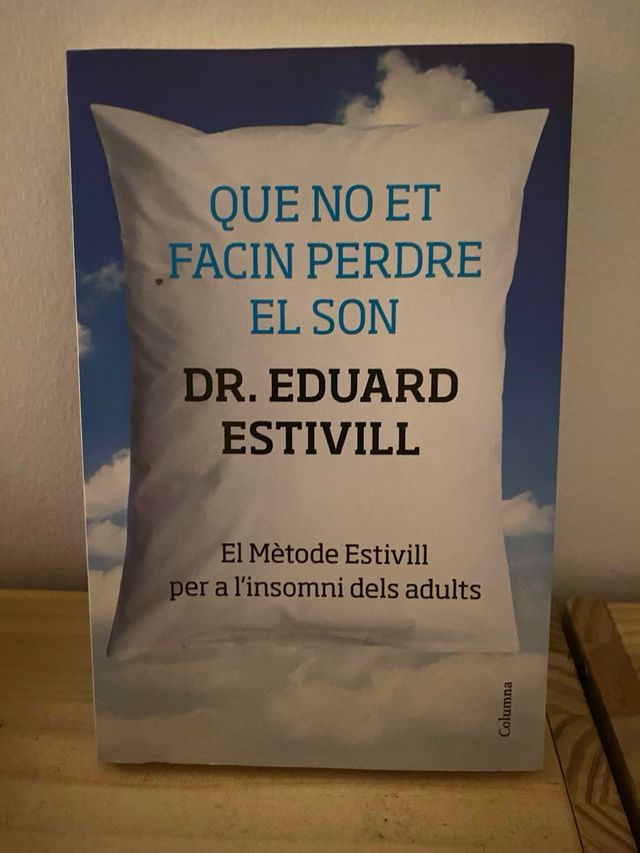 QUE NO ET
FACIN PERDRE
EL SON
DR. EDUARD
ESTIVILL
El Mètode Estivill
per a l'insomni dels adults
Columna